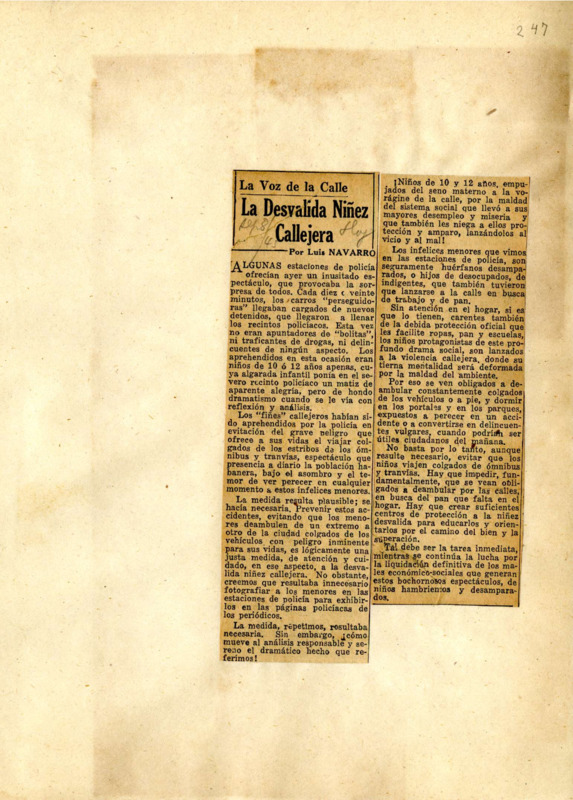 247
La Voz de la Calle
La Desvalida Niñez
Callejera
Por Luis NAVARRO
ALGUNAS estaciones de policía
ofrecían ayer un inusitado es-
pectáculo, que provocaba la sor-
presa de todos. Cada diez o veinte
minutos, los carros "perseguido-
ras" llegaban cargados de nuevos
detenidos, que llegaron a llenar
los recintos policiacos. Esta vez
no eran apuntadores de "bolitas",
ni traficantes de drogas, ni delin-
cuentes de ningún aspecto. Los
aprehendidos en esta ocasión eran
niños de 10 ó 12 años apenas, cu-
ya algarada infantil ponía en el se-
vero recinto policiaco un matiz de
aparente alegría, pero de hondo
dramatismo cuando se le vía con
reflexión y análisis.
Los "fiñes" callejeros habían si-
do aprehendidos por la policía en
evitación del grave peligro que
ofrece a sus vidas el viajar col-
gados de los estribos de los óm-
nibus y tranvías, espectáculo que
presencia a diario la población ha-
banera, bajo el asombro y el te-
mor de ver perecer en cualquier
momento a estos infelices menores.
La medida resulta plausible; se
hacía necesaria. Prevenir estos ac-
cidentes, evitando que los meno-
res deambulen de un extremo a
otro de la ciudad colgados de los
vehículos con peligro inminente
para sus vidas, es lógicamente una
justa medida, de atención y cui-
dado, en ese aspecto, a la desva-
lida niñez callejera. No obstante,
creemos que resultaba innecesario
fotografiar a los menores en las
estaciones de policía para exhibir-
los en las páginas policiacas de
los periódicos.
La medida, repetimos, resultaba
necesaria. Sin embargo, ¡cómo
mueve al análisis responsable y se-
reno el dramático hecho que re-
ferimos!
¡Niños de 10 y 12 años, empu-
jados del seno materno a la vo-
rágine de la calle, por la maldad
del sistema social que llevó a sus
mayores desempleo y miseria y
que también les niega a ellos pro-
tección y amparo, lanzándolos al
vicio y al mal!
Los infelices menores que vimos
en las estaciones de policía, son
seguramente huérfanos desampa-
rados, o hijos de desocupados, de
indigentes, que también tuvieron
que lanzarse a la calle en busca
de trabajo y de pan.
Sin atención en el hogar, si es
que lo tienen, carentes también
de la debida protección oficial que
les facilite ropas, pan y escuelas,
los niños protagonistas de este pro-
fundo drama social, son lanzados
a la violencia callejera, donde su
tierna mentalidad será deformada
por la maldad del ambiente.
Por eso se ven obligados a de-
ambular constantemente colgados
de los vehículos o a pie, y dormir
en los portales y en los parques,
expuestos a perecer en un acci-
dente o a convertirse en delincuen-
tes vulgares, cuando podrían ser
útiles ciudadanos del mañana.
No basta por lo tanto, aunque
resulte necesario, evitar que los
niños viajen colgados de ómnibus
y tranvías. Hay que impedir, fun-
damentalmente, que se vean obli-
gados a deambular por las calles,
en busca del pan que falta en el
hogar. Hay que crear suficientes
centros de protección a la niñez
desvalida para educarlos y orien-
tarlos por el camino del bien y la
superación.
Tal debe ser la tarea inmediata,
mientras se continúa la lucha por
la liquidación definitiva de los ma-
les económico-sociales que generan
estos bochornosos espectáculos, de
niños hambrientos y desampara-
dos.